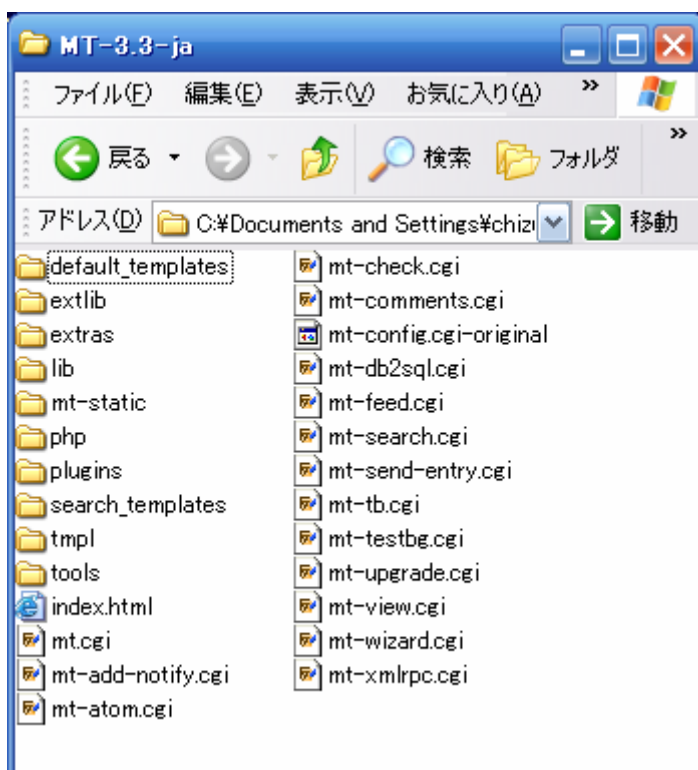 MT-3.3-ja
ファイル(F) 編集(E) 表示(V) お気に入り(A) »
戻る 検索 フォルダ »
アドレス(D) C:¥Documents and Settings¥chiz 移動
default_templates
extlib
extras
lib
mt-static
php
plugins
search_templates
tmpl
tools
index.html
mt.cgi
mt-add-notify.cgi
mt-atom.cgi
mt-check.cgi
mt-comments.cgi
mt-config.cgi-original
mt-db2sql.cgi
mt-feed.cgi
mt-search.cgi
mt-send-entry.cgi
mt-tb.cgi
mt-testbg.cgi
mt-upgrade.cgi
mt-view.cgi
mt-wizard.cgi
mt-xmlrpc.cgi